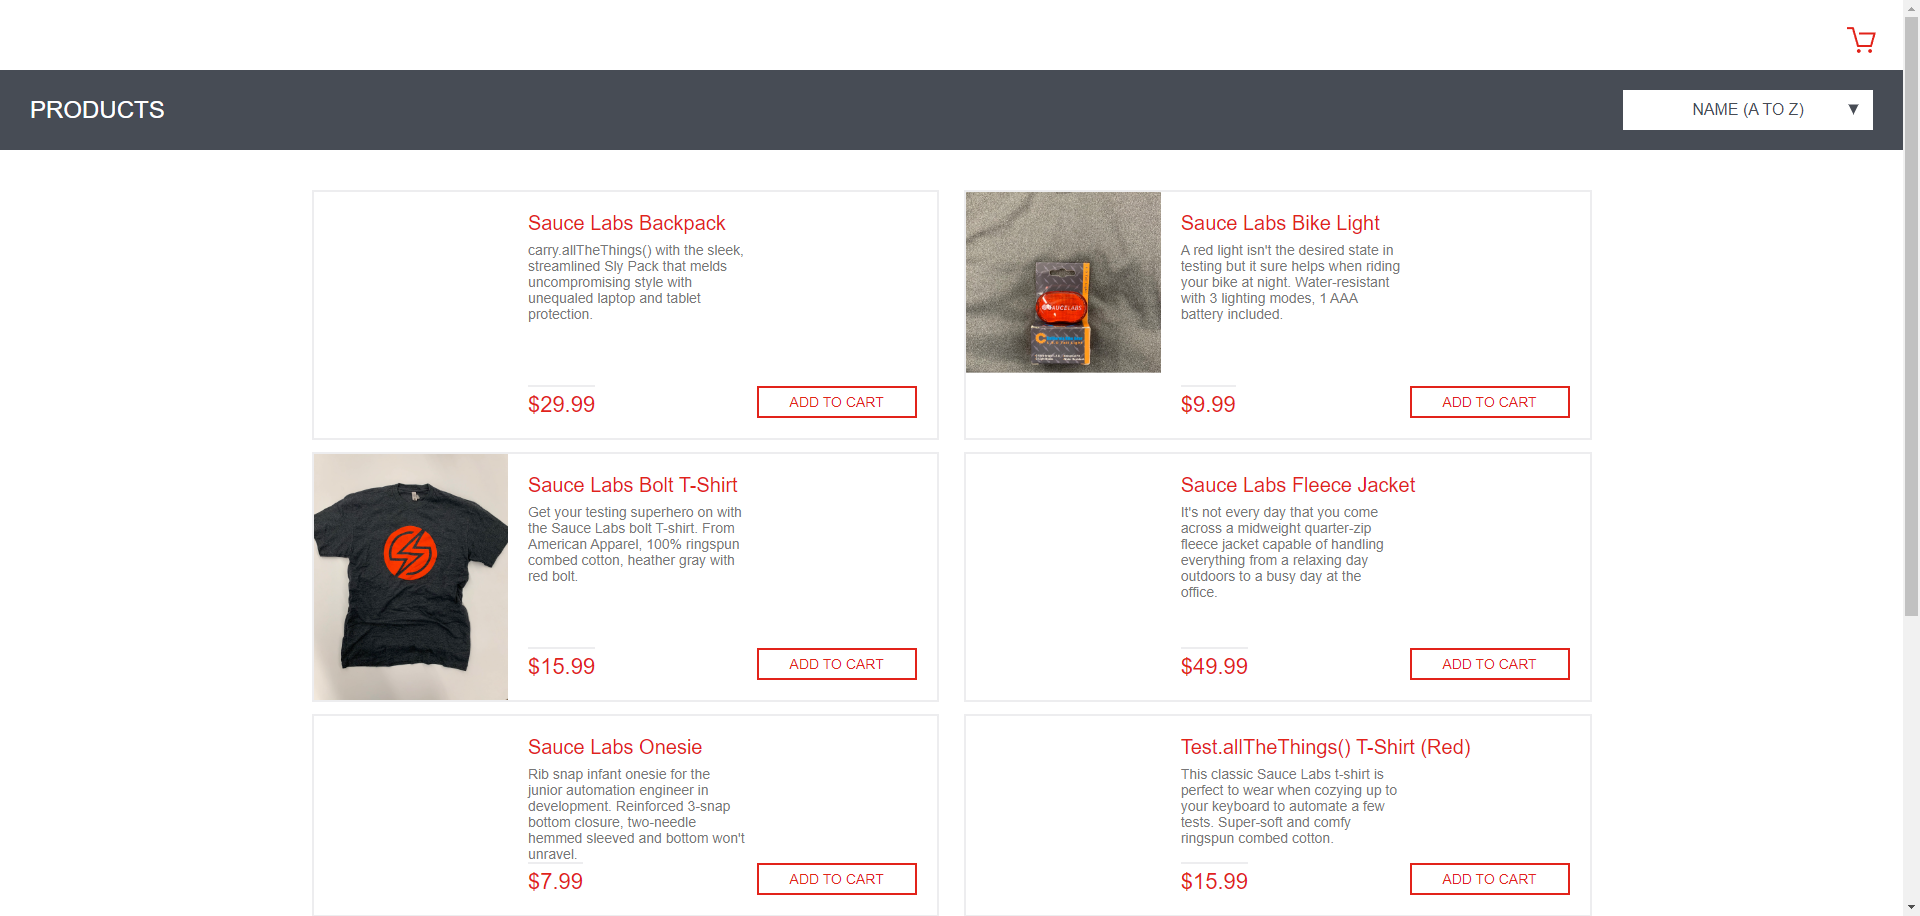 PRODUCTS
NAME (A TO Z)
Sauce Labs Backpack
carry.allTheThings() with the sleek,
streamlined Sly Pack that melds
uncompromising style with
unequaled laptop and tablet
protection.
$29.99
ADD TO CART
SAUCELABS
Sauce Labs Bike Light
A red light isn't the desired state in
testing but it sure helps when riding
your bike at night. Water-resistant
with 3 lighting modes, 1 AAA
battery included.
$9.99
ADD TO CART
Sauce Labs Bolt T-Shirt
Get your testing superhero on with
the Sauce Labs bolt T-shirt. From
American Apparel, 100% ringspun
combed cotton, heather gray with
red bolt.
$15.99
ADD TO CART
Sauce Labs Fleece Jacket
It's not every day that you come
across a midweight quarter-zip
fleece jacket capable of handling
everything from a relaxing day
outdoors to a busy day at the
office.
$49.99
ADD TO CART
Sauce Labs Onesie
Rib snap infant onesie for the
junior automation engineer in
development. Reinforced 3-snap
bottom closure, two-needle
hemmed sleeved and bottom won't
unravel.
$7.99
ADD TO CART
Test.allTheThings() T-Shirt (Red)
This classic Sauce Labs t-shirt is
perfect to wear when cozying up to
your keyboard to automate a few
tests. Super-soft and comfy
ringspun combed cotton.
$15.99
ADD TO CART